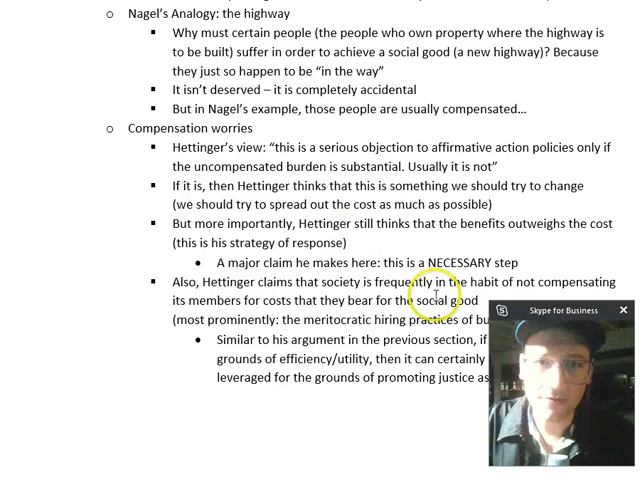 Nagel's Analogy: the highway
Why must certain people (the people who own property where the highway is
to be built) suffer in order to achieve a social good (a new highway)? Because
they just so happen to be "in the way"
It isn't deserved – it is completely accidental
But in Nagel's example, those people are usually compensated…
Compensation worries
Hettinger's view: "this is a serious objection to affirmative action policies only if
the uncompensated burden is substantial. Usually it is not"
If it is, then Hettinger thinks that this is something we should try to change
(we should try to spread out the cost as much as possible)
But more importantly, Hettinger still thinks that the benefits outweighs the cost
(this is his strategy of response)
A major claim he makes here: this is a NECESSARY step
Also, Hettinger claims that society is frequently in the habit of not compensating
its members for costs that they bear for the social good
(most prominently: the meritocratic hiring practices of bu
Similar to his argument in the previous section, if
grounds of efficiency/utility, then it can certainly
leveraged for the grounds of promoting justice as
Skype for Business